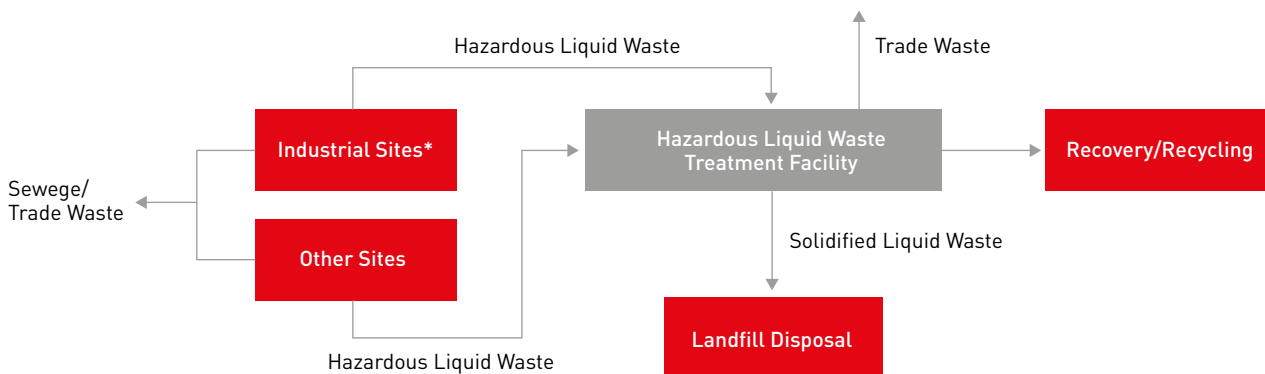 Hazardous Liquid Waste
Trade Waste
Industrial Sites*
Hazardous Liquid Waste
Treatment Facility
Recovery/Recycling
Sewege/
Trade Waste
Other Sites
Solidified Liquid Waste
Landfill Disposal
Hazardous Liquid Waste